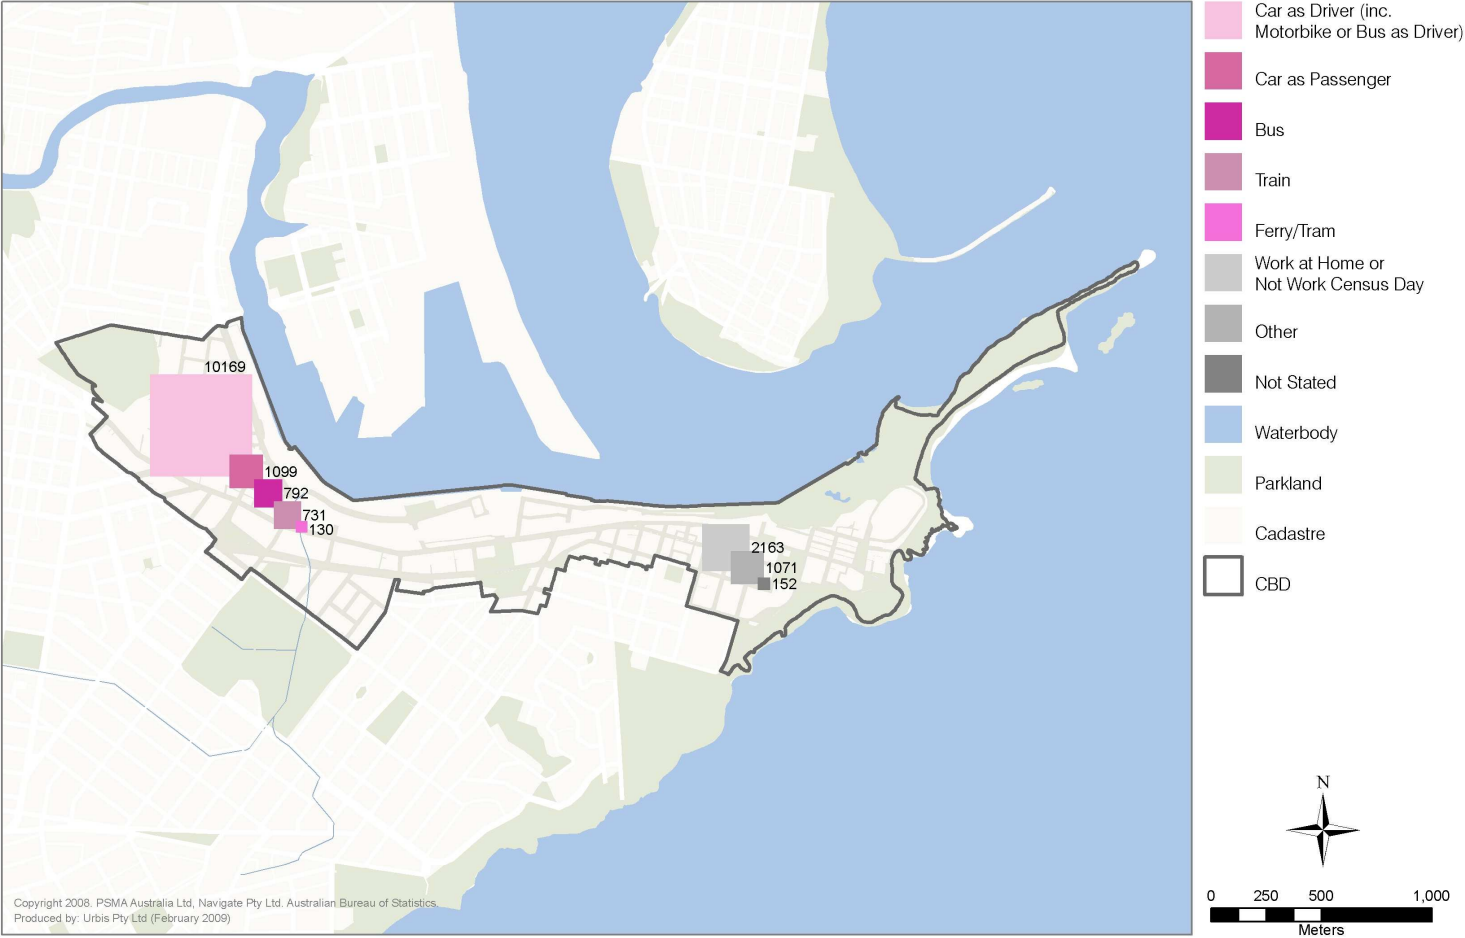 Car as Driver (inc.
Motorbike or Bus as Driver)
Car as Passenger
Bus
Train
Ferry/Tram
Work at Home or
Not Work Census Day
Other
Not Stated
Waterbody
Parkland
Cadastre
CBD
10169
1099
792
731
130
2163
1071
152
N
0 250 500 1,000
Meters
Copyright 2008. PSMA Australia Ltd, Navigate Pty Ltd. Australian Bureau of Statistics.
Produced by: Urbis Pty Ltd (February 2009)